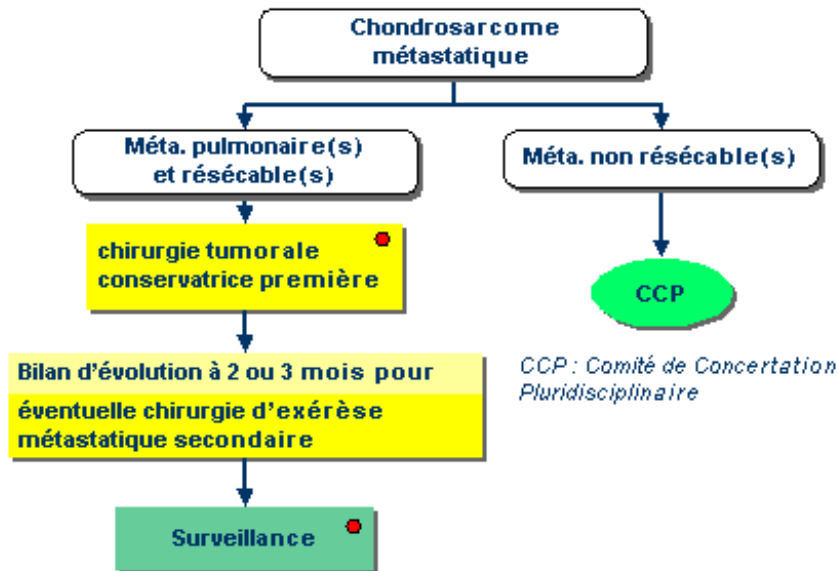 Chondrosarcome
métastatique
Méta. pulmonaire(s)
et résécable(s)
Méta. non résécable(s)
chirurgie tumorale
conservatrice première
CCP
Bilan d'évolution à 2 ou 3 mois pour
éventuelle chirurgie d'exérèse
métastatique secondaire
CCP : Comité de Concertation
Pluridisciplinaire
Surveillance